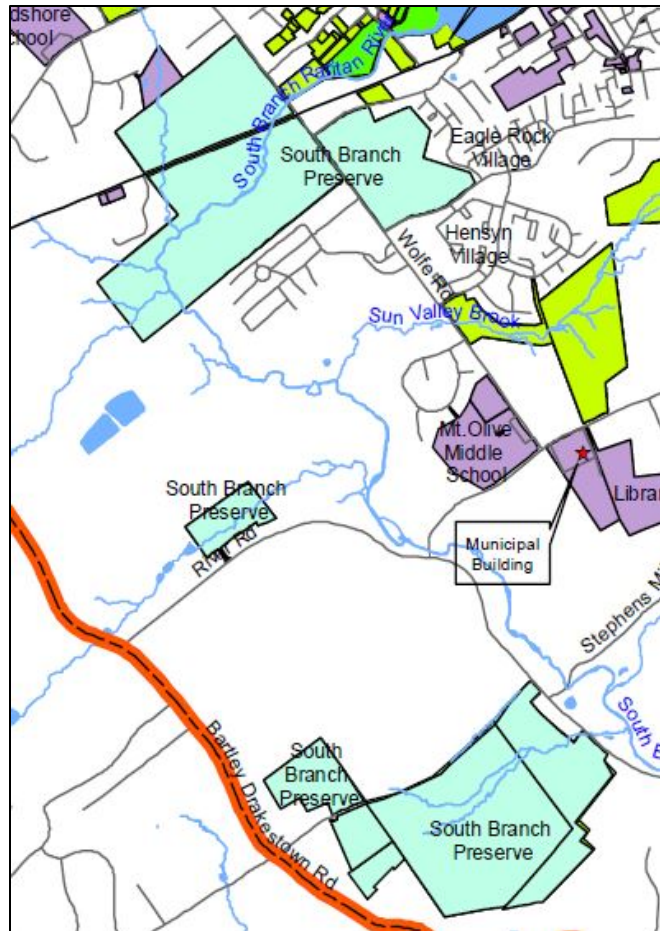 dshore
chool
South Branch Raritan River
South Branch
Preserve
Eagle Rock
Village
Hensyn
Village
Wolfe Rd
Sun Valley Brook
Mt.Olive
Middle
School
Librar
South Branch
Preserve
River Rd
Municipal
Building
Stephens Mi
South B
Bartley Drakestown Rd
South
Branch
Preserve
South Branch
Preserve